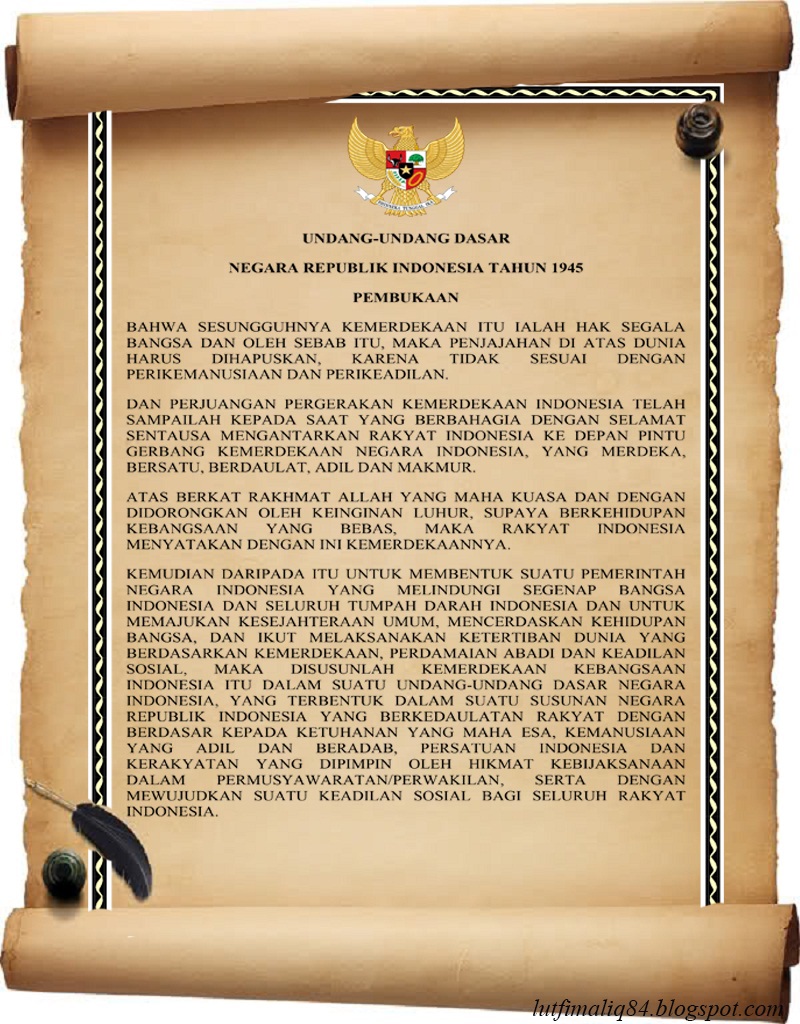 UNDANG-UNDANG DASAR
NEGARA REPUBLIK INDONESIA TAHUN 1945
PEMBUKAAN
BAHWA SESUNGGUHNYA KEMERDEKAAN ITU IALAH HAK SEGALA
BANGSA DAN OLEH SEBAB ITU, MAKA PENJAJAHAN DI ATAS DUNIA
HARUS DIHAPUSKAN, KARENA TIDAK SESUAI DENGAN
PERIKEMANUSIAAN DAN PERIKEADILAN.
DAN PERJUANGAN PERGERAKAN KEMERDEKAAN INDONESIA TELAH
SAMPAILAH KEPADA SAAT YANG BERBAHAGIA DENGAN SELAMAT
SENTAUSA MENGANTARKAN RAKYAT INDONESIA KE DEPAN PINTU
GERBANG KEMERDEKAAN NEGARA INDONESIA, YANG MERDEKA,
BERSATU, BERDAULAT, ADIL DAN MAKMUR.
ATAS BERKAT RAKHMAT ALLAH YANG MAHA KUASA DAN DENGAN
DIDORONGKAN OLEH KEINGINAN LUHUR, SUPAYA BERKEHIDUPAN
KEBANGSAAN YANG BEBAS, MAKA RAKYAT INDONESIA
MENYATAKAN DENGAN INI KEMERDEKAANNYA.
KEMUDIAN DARIPADA ITU UNTUK MEMBENTUK SUATU PEMERINTAH
NEGARA INDONESIA YANG MELINDUNGI SEGENAP BANGSA
INDONESIA DAN SELURUH TUMPAH DARAH INDONESIA DAN UNTUK
MEMAJUKAN KESEJAHTERAAN UMUM, MENCERDASKAN KEHIDUPAN
BANGSA, DAN IKUT MELAKSANAKAN KETERTIBAN DUNIA YANG
BERDASARKAN KEMERDEKAAN, PERDAMAIAN ABADI DAN KEADILAN
SOSIAL, MAKA DISUSUNLAH KEMERDEKAAN KEBANGSAAN
INDONESIA ITU DALAM SUATU UNDANG-UNDANG DASAR NEGARA
INDONESIA, YANG TERBENTUK DALAM SUATU SUSUNAN NEGARA
REPUBLIK INDONESIA YANG BERKEDAULATAN RAKYAT DENGAN
BERDASAR KEPADA KETUHANAN YANG MAHA ESA, KEMANUSIAAN
YANG ADIL DAN BERADAB, PERSATUAN INDONESIA DAN
KERAKYATAN YANG DIPIMPIN OLEH HIKMAT KEBIJAKSANAAN
DALAM PERMUSYAWARATAN/PERWAKILAN, SERTA DENGAN
MEWUJUDKAN SUATU KEADILAN SOSIAL BAGI SELURUH RAKYAT
INDONESIA.
lutfimaliq84.blogspot.com